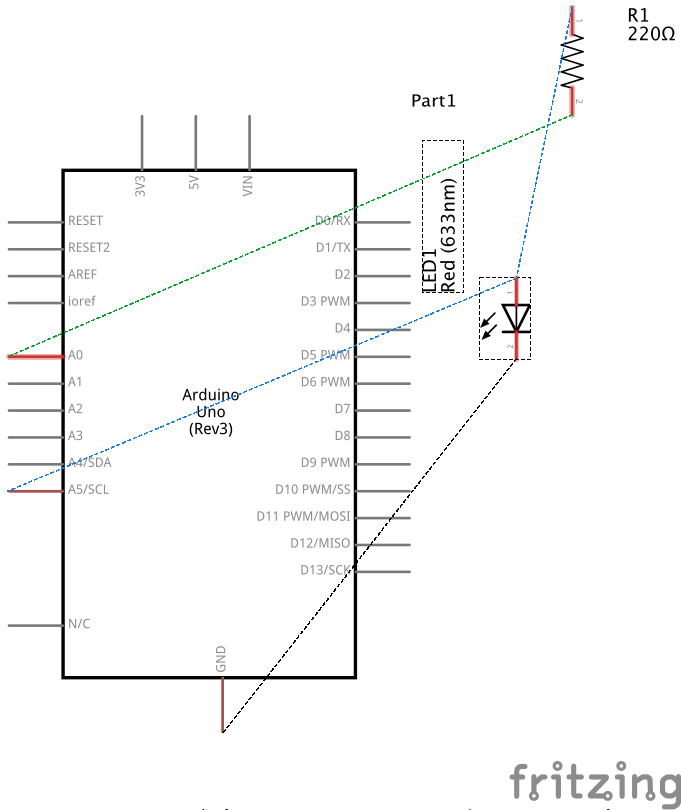 R1
220Ω
1
2
Part1
3V3
5V
VIN
RESET
RESET2
AREF
ioref
A0
A1
A2
A3
A4/SDA
A5/SCL
N/C
D0/RX
D1/TX
D2
D3 PWM
D4
D5 PWM
D6 PWM
D7
D8
D9 PWM
D10 PWM/SS
D11 PWM/MOSI
D12/MISO
D13/SCK
Arduino
Uno
(Rev3)
GND
LED1
Red (633nm)
1
2
fritzing